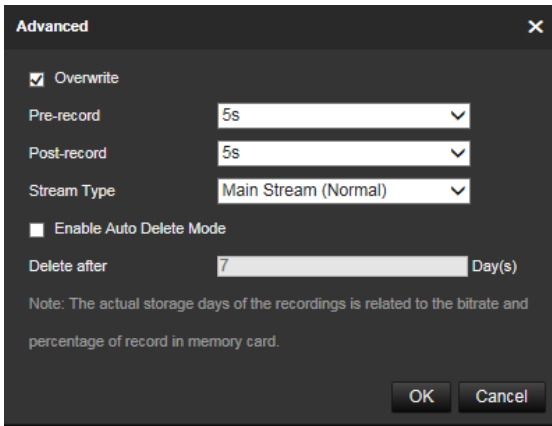 Advanced
Overwrite
Pre-record 5s
Post-record 5s
Stream Type Main Stream (Normal)
Enable Auto Delete Mode
Delete after 7 Day(s)
Note: The actual storage days of the recordings is related to the bitrate and
percentage of record in memory card.
OK Cancel